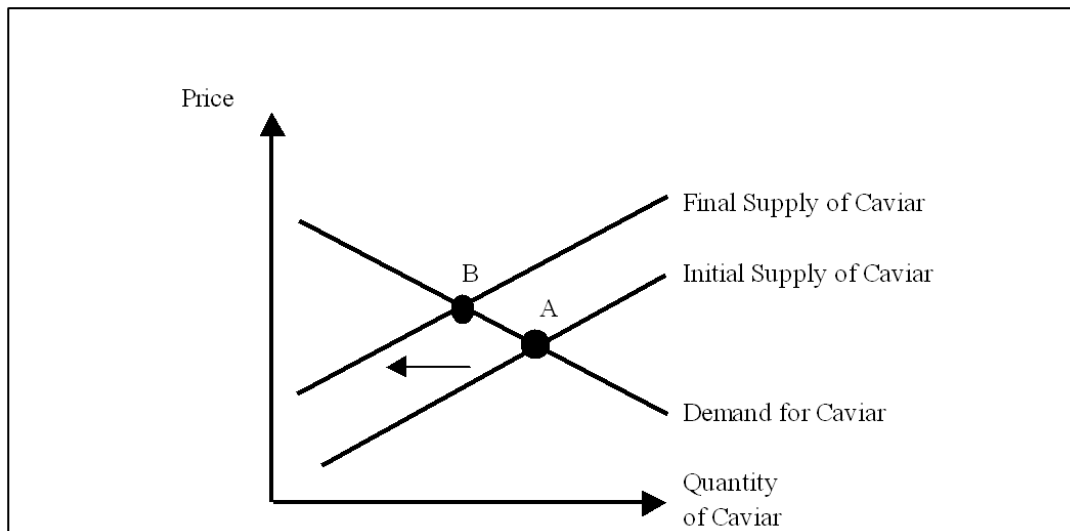 Price
Final Supply of Caviar
B
Initial Supply of Caviar
A
Demand for Caviar
Quantity
of Caviar